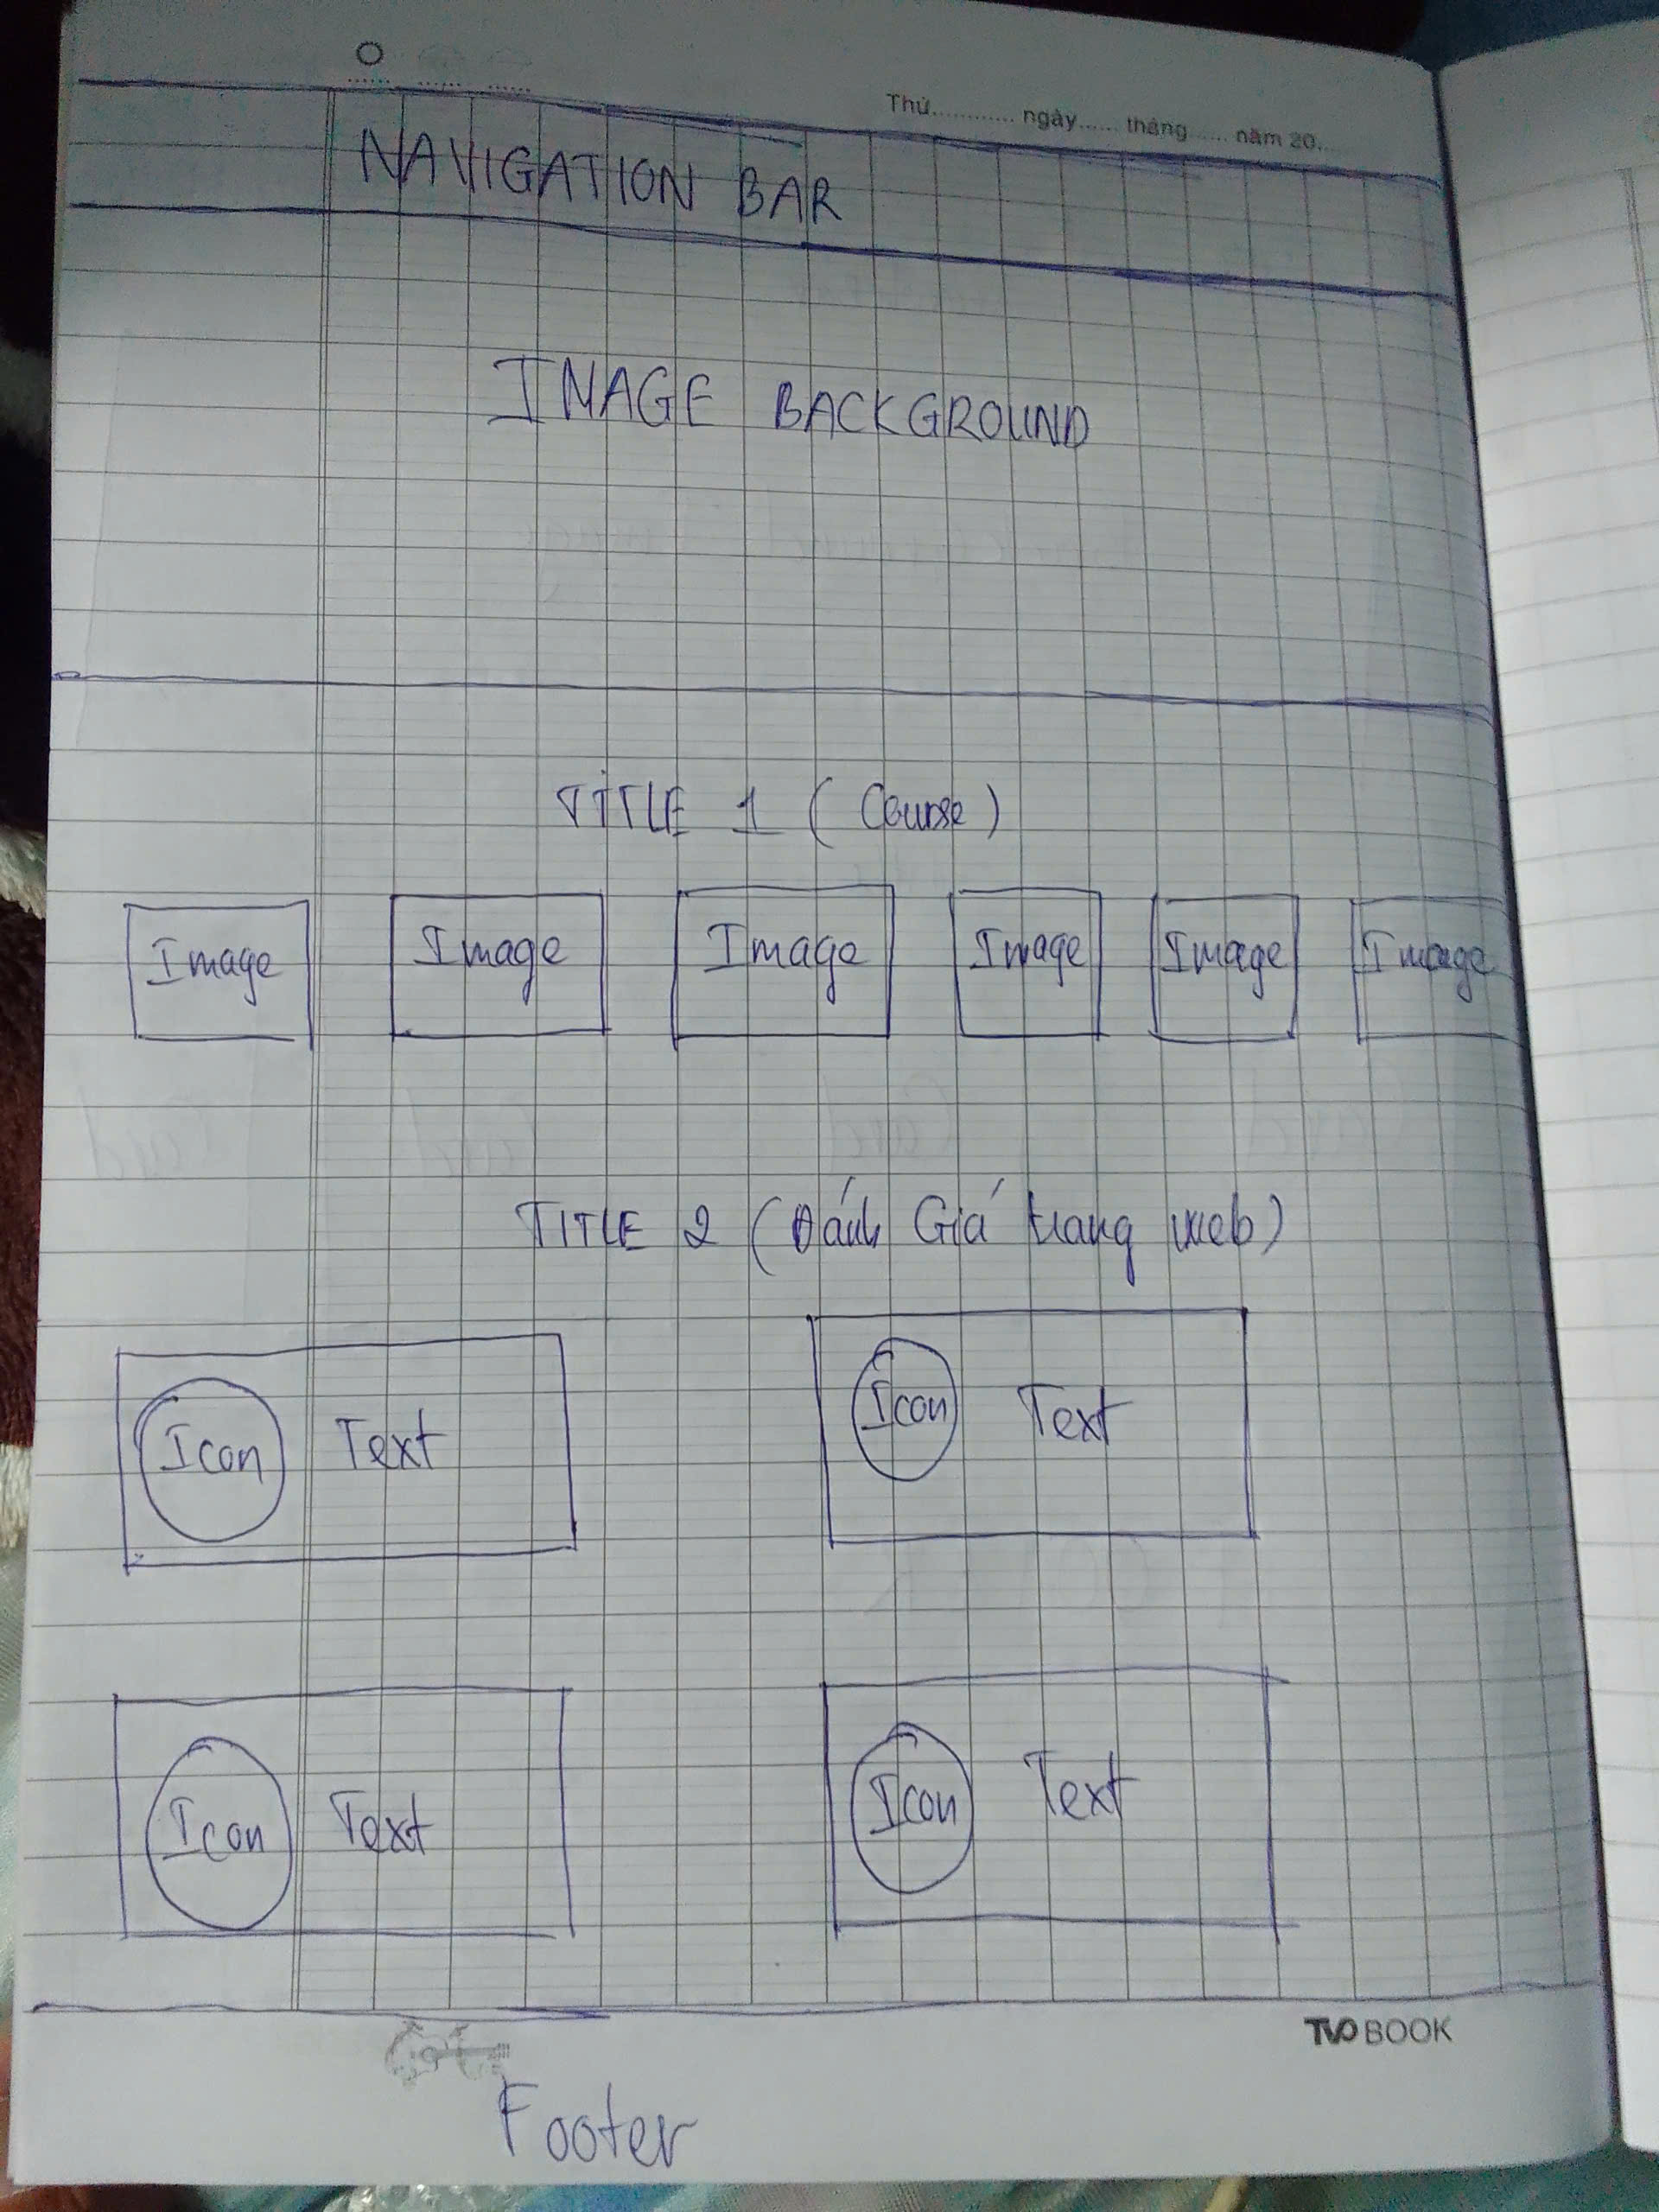 Thứ............ ngày...... tháng...... năm 20.....
NAVIGATION BAR
IMAGE BACKGROUND
TITLE 1 (Course)
Image Image Image Image Image Image
TITLE 2 (Đánh Giá trang web)
Icon Text Icon Text
Icon Text Icon Text
TVO BOOK
Footer